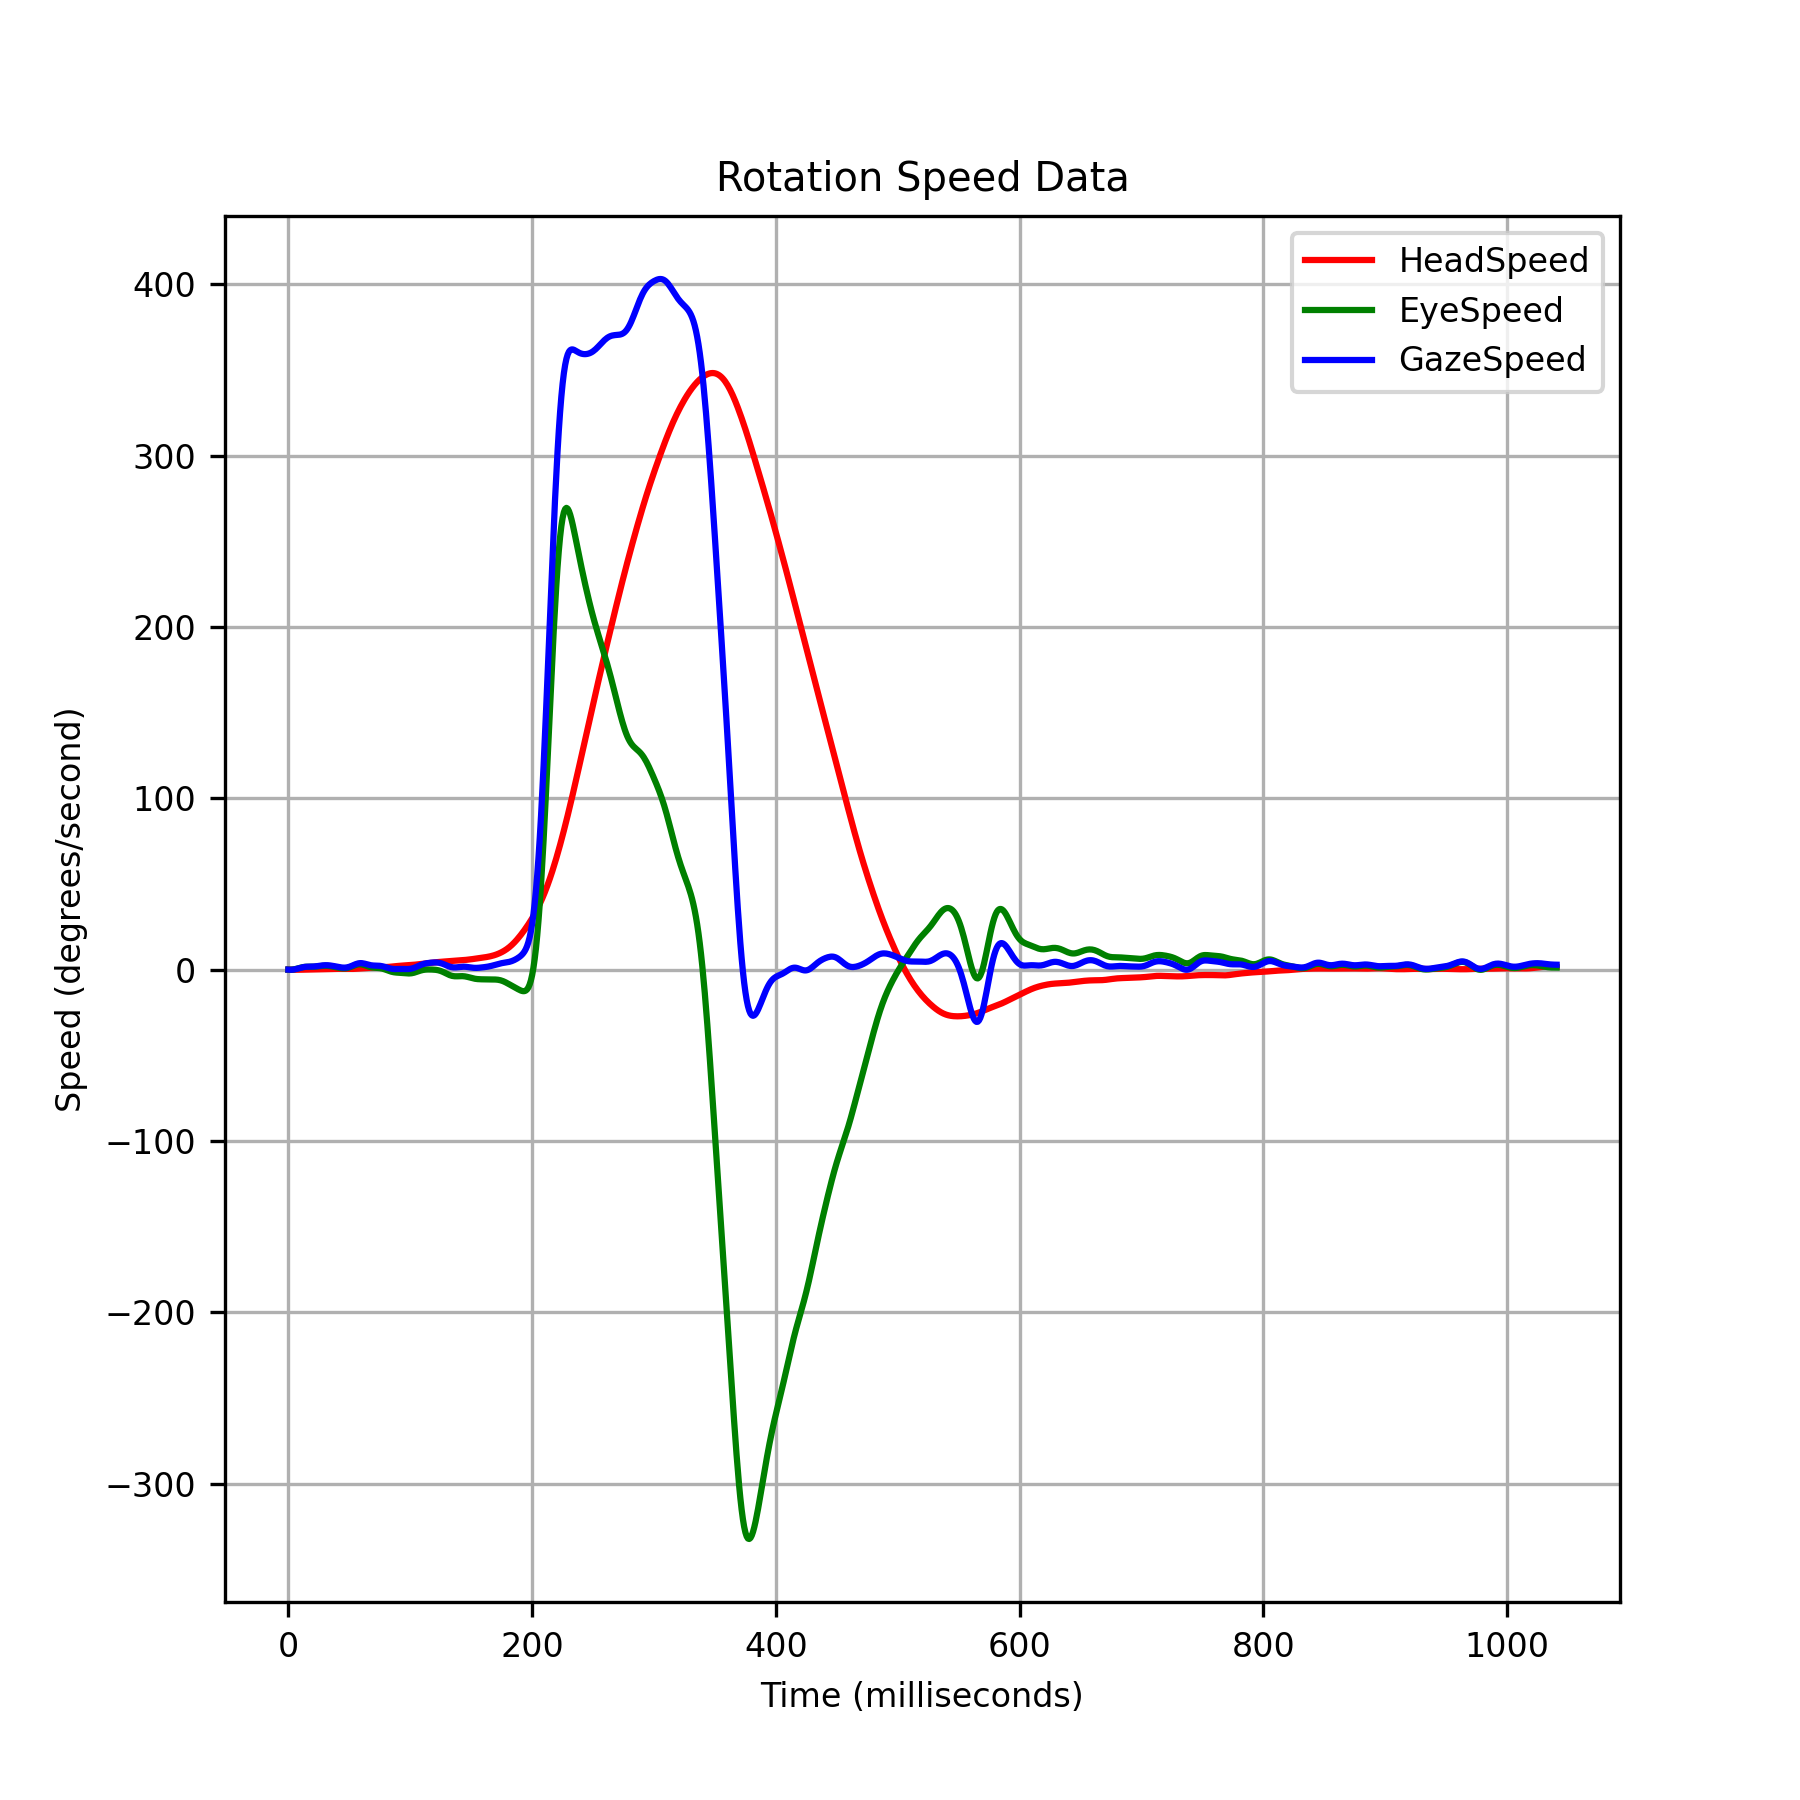 Rotation Speed Data
HeadSpeed
EyeSpeed
GazeSpeed
400
300
200
100
0
−100
−200
−300
Speed (degrees/second)
0 200 400 600 800 1000
Time (milliseconds)